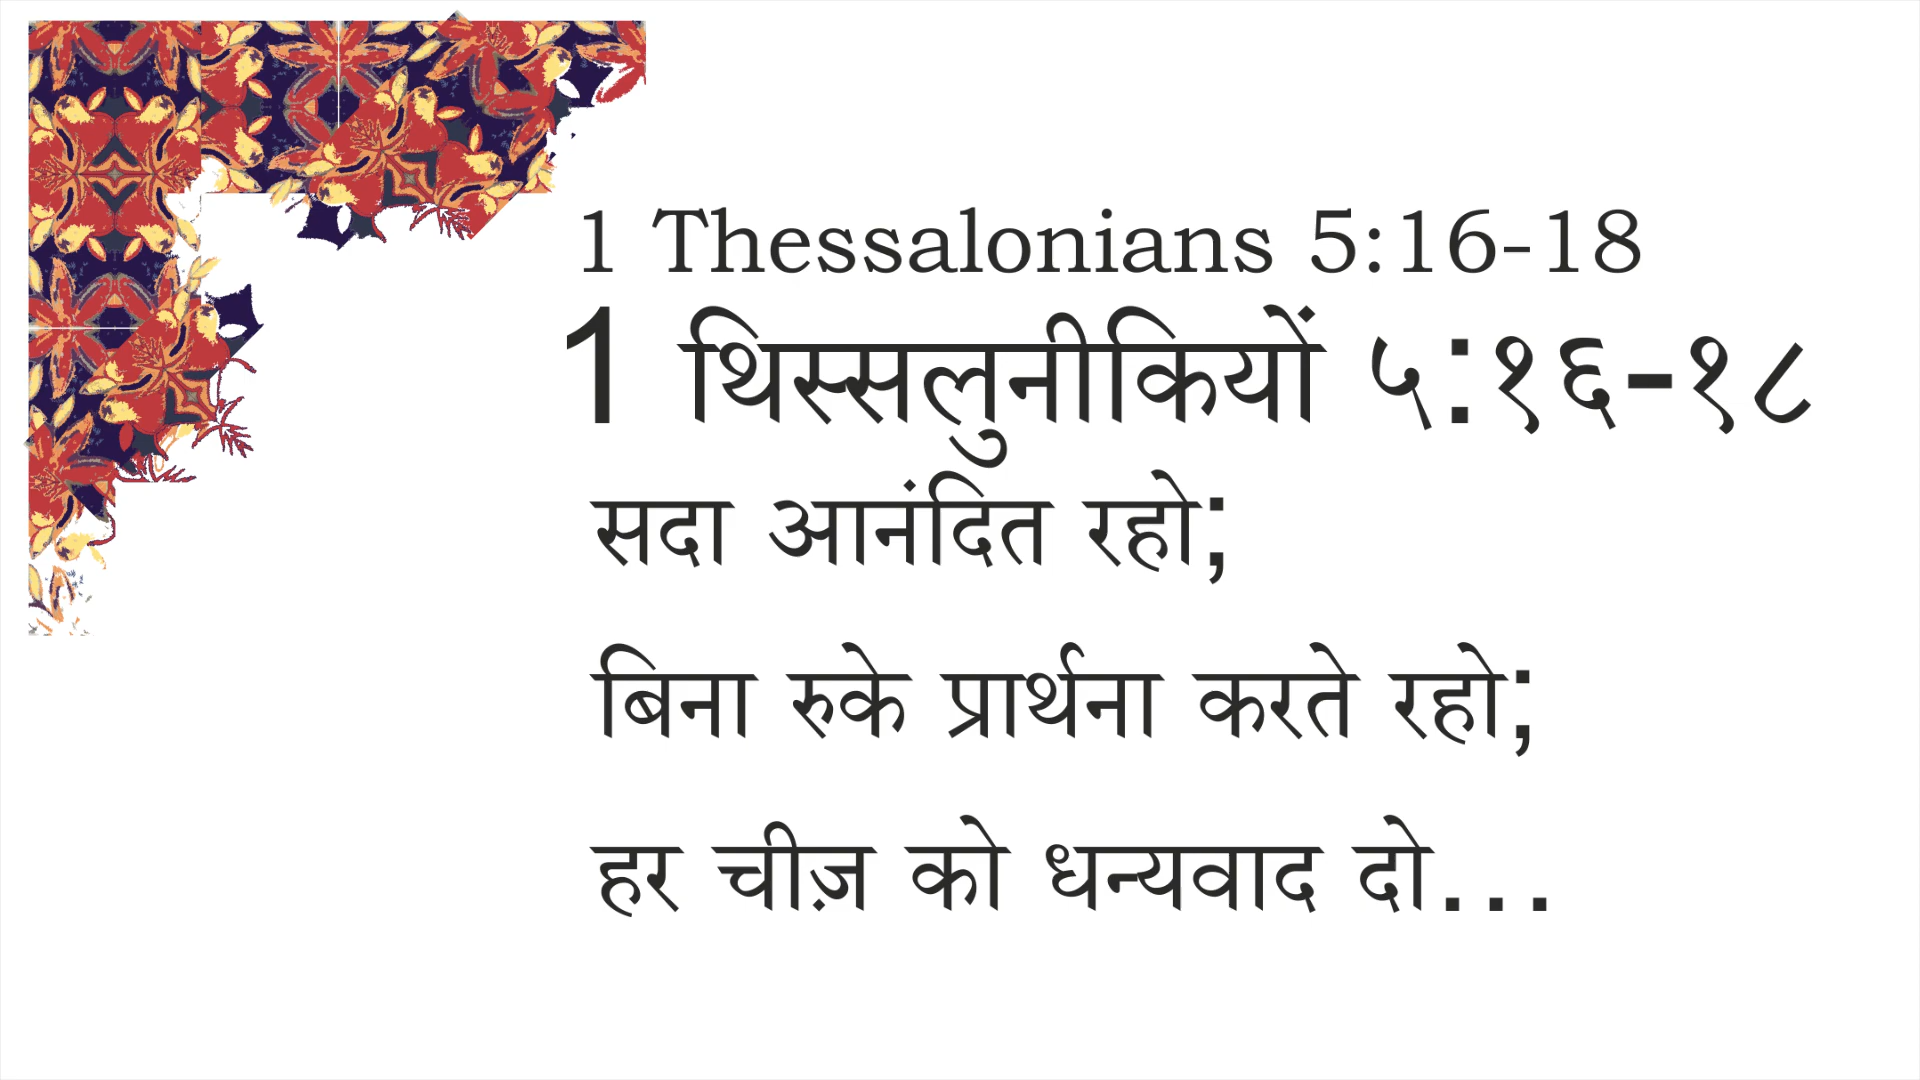 1 Thessalonians 5:16-18
1 थिस्सलुनीकियों ५:१६-१८
सदा आनंदित रहो;
बिना रुके प्रार्थना करते रहो;
हर चीज़ को धन्यवाद दो...